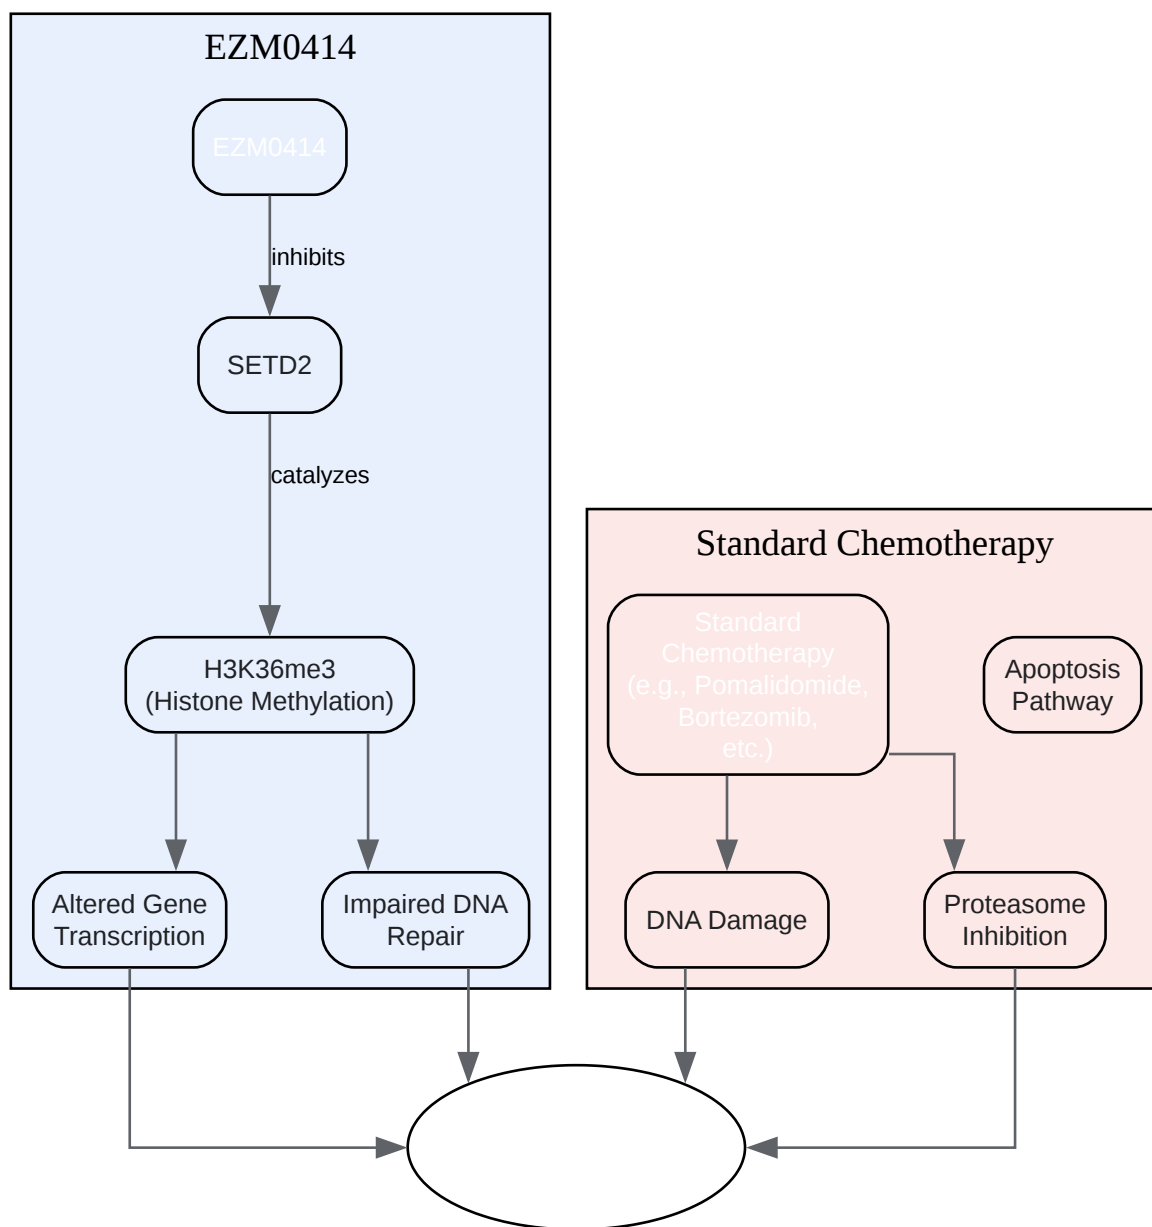 EZM0414
EZM0414
inhibits
SETD2
catalyzes
H3K36me3
(Histone Methylation)
Altered Gene
Transcription
Impaired DNA
Repair
Standard Chemotherapy
Standard
Chemotherapy
(e.g., Pomalidomide,
Bortezomib,
etc.)
Apoptosis
Pathway
DNA Damage
Proteasome
Inhibition